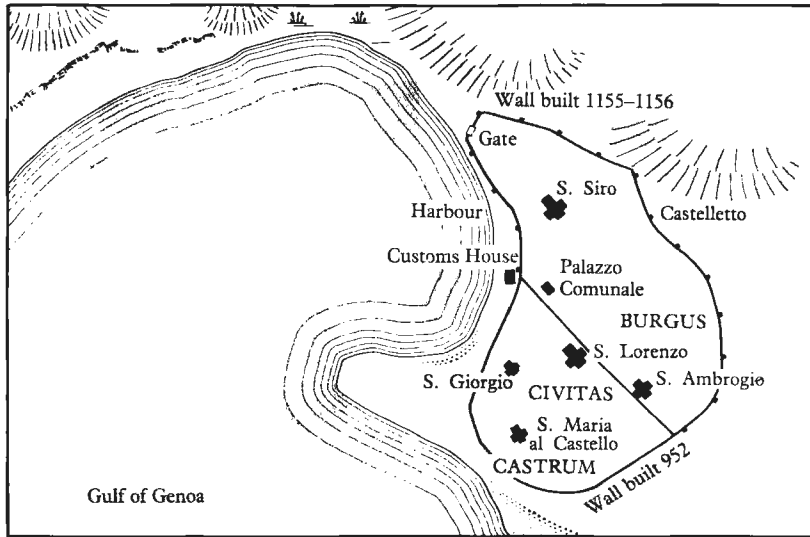 Wall built 1155–1156
Gate
S. Siro
Harbour
Castelletto
Customs House
Palazzo
Comunale
BURGUS
S. Lorenzo
S. Giorgio
CIVITAS
S. Ambrogio
S. Maria
al Castello
CASTRUM
Wall built 952
Gulf of Genoa